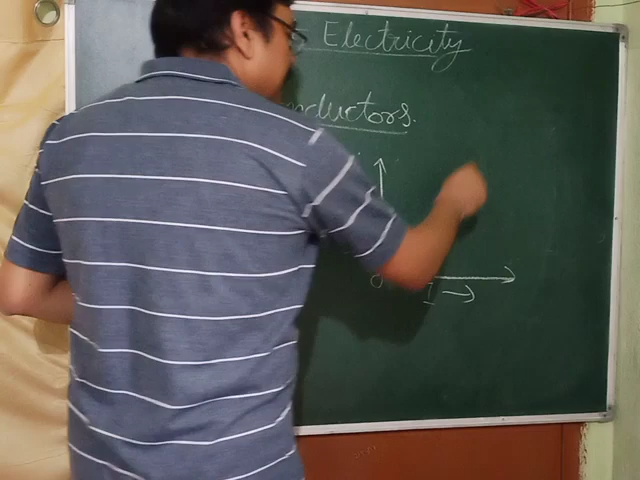 Electricity
nductors.
O
I →